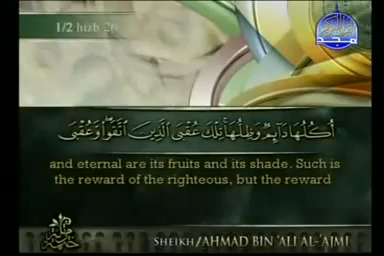 1/2 hizb 26
أُكُلُهَا دَآئِمٌ وَظِلُّهَا ۚ تِلْكَ عُقْبَى ٱلَّذِينَ ٱتَّقَوا۟ ۖ وَّعُقْبَى
and eternal are its fruits and its shade. Such is
the reward of the righteous, but the reward
SHEIKH/AHMAD BIN 'ALI AL-'AJMI